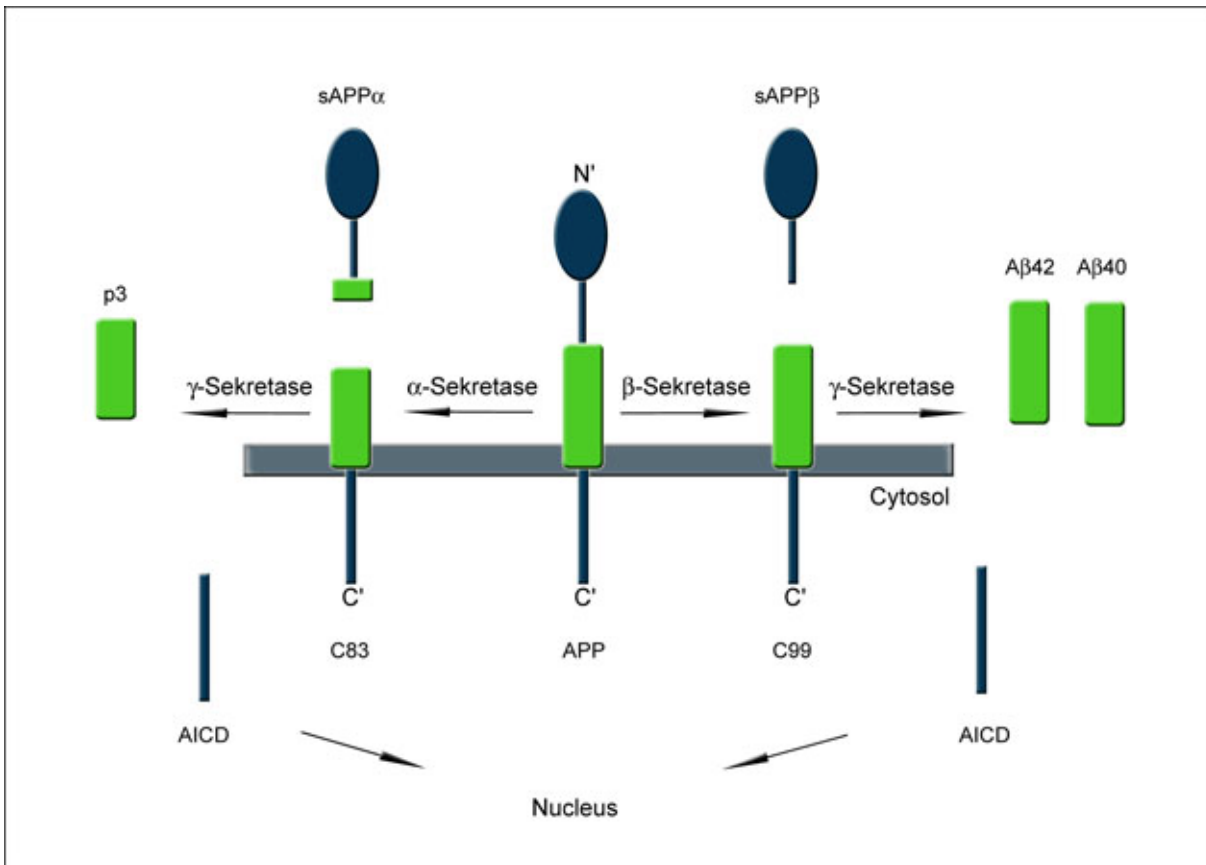 sAPPα
sAPPβ
N'
p3
Aβ42 Aβ40
γ-Sekretase α-Sekretase β-Sekretase γ-Sekretase
Cytosol
C' C' C'
C83 APP C99
AICD AICD
Nucleus